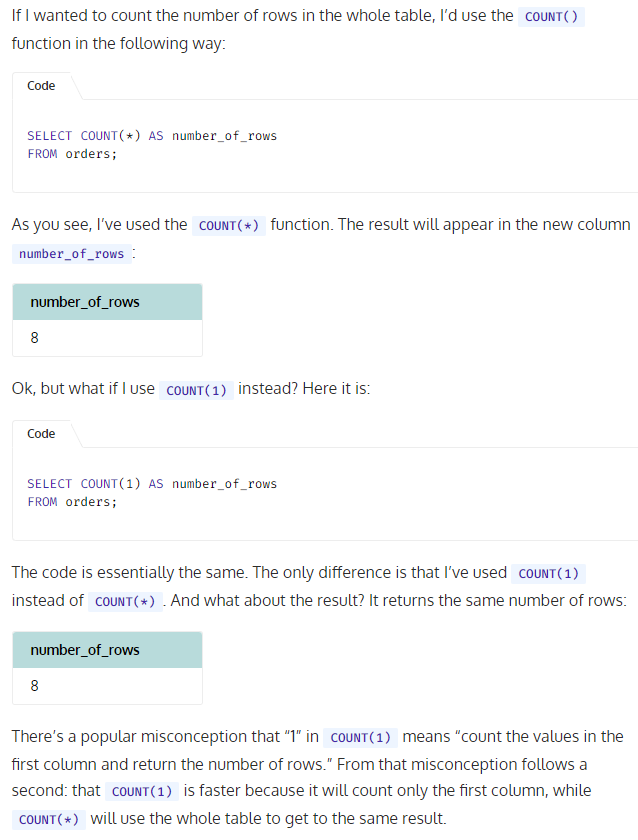 If I wanted to count the number of rows in the whole table, I’d use the COUNT()
function in the following way:
Code
SELECT COUNT(*) AS number_of_rows
FROM orders;
As you see, I’ve used the COUNT(*) function. The result will appear in the new column
number_of_rows :
number_of_rows
8
Ok, but what if I use COUNT(1) instead? Here it is:
Code
SELECT COUNT(1) AS number_of_rows
FROM orders;
The code is essentially the same. The only difference is that I’ve used COUNT(1)
instead of COUNT(*) . And what about the result? It returns the same number of rows:
number_of_rows
8
There’s a popular misconception that “1” in COUNT(1) means “count the values in the
first column and return the number of rows.” From that misconception follows a
second: that COUNT(1) is faster because it will count only the first column, while
COUNT(*) will use the whole table to get to the same result.